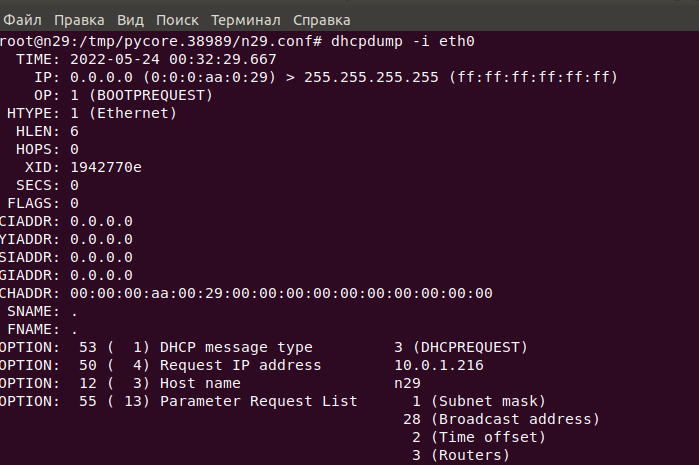 Файл Правка Вид Поиск Терминал Справка
root@n29:/tmp/pycore.38989/n29.conf# dhcpdump -i eth0
TIME: 2022-05-24 00:32:29.667
IP: 0.0.0.0 (0:0:0:aa:0:29) > 255.255.255.255 (ff:ff:ff:ff:ff:ff)
OP: 1 (BOOTPREQUEST)
HTYPE: 1 (Ethernet)
HLEN: 6
HOPS: 0
XID: 1942770e
SECS: 0
FLAGS: 0
CIADDR: 0.0.0.0
YIADDR: 0.0.0.0
SIADDR: 0.0.0.0
GIADDR: 0.0.0.0
CHADDR: 00:00:00:aa:00:29:00:00:00:00:00:00:00:00:00:00
SNAME: .
FNAME: .
OPTION: 53 ( 1) DHCP message type 3 (DHCPREQUEST)
OPTION: 50 ( 4) Request IP address 10.0.1.216
OPTION: 12 ( 3) Host name n29
OPTION: 55 ( 13) Parameter Request List 1 (Subnet mask)
28 (Broadcast address)
2 (Time offset)
3 (Routers)